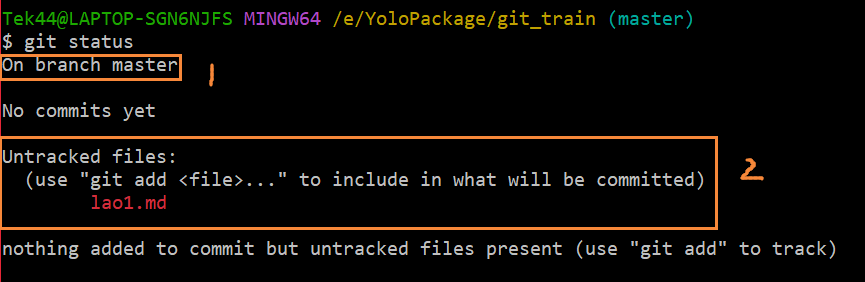 Tek44@LAPTOP-SGN6NJFS MINGW64 /e/YoloPackage/git_train (master)
$ git status
On branch master
1
No commits yet
Untracked files:
(use "git add <file>..." to include in what will be committed)
2
lao1.md
nothing added to commit but untracked files present (use "git add" to track)